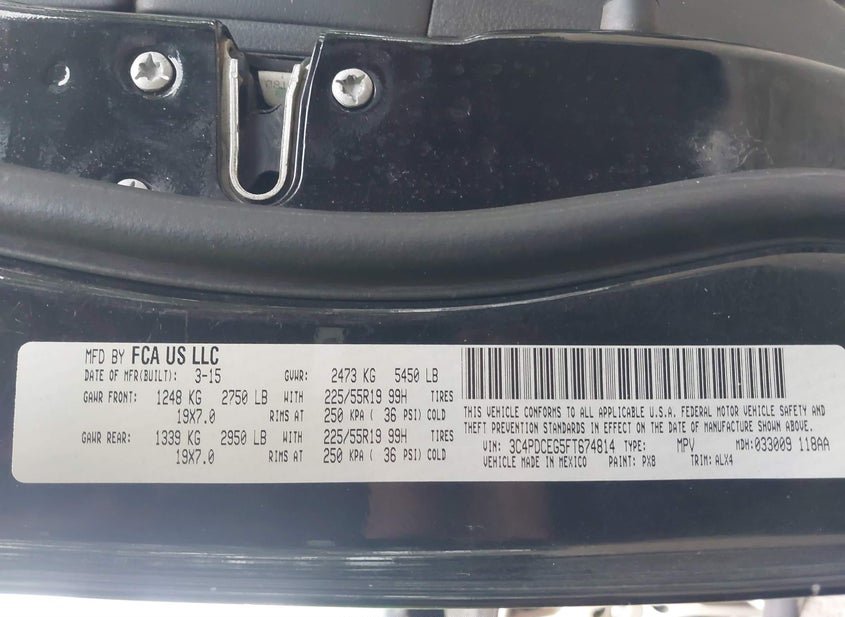 MFD BY FCA US LLC
DATE OF MFR(BUILT): 3-15 GVWR: 2473 KG 5450 LB
GAWR FRONT: 1248 KG 2750 LB WITH 225/55R19 99H TIRES
19X7.0 RIMS AT 250 KPA ( 36 PSI) COLD
GAWR REAR: 1339 KG 2950 LB WITH 225/55R19 99H TIRES
19X7.0 RIMS AT 250 KPA ( 36 PSI) COLD
THIS VEHICLE CONFORMS TO ALL APPLICABLE U.S.A. FEDERAL MOTOR VEHICLE SAFETY AND
THEFT PREVENTION STANDARDS IN EFFECT ON THE DATE OF MANUFACTURE SHOWN ABOVE.
VIN: 3C4PDCEG5FT674814 TYPE: MPV MDH:033009 118AA
VEHICLE MADE IN MEXICO PAINT: PX8 TRIM: ALX4